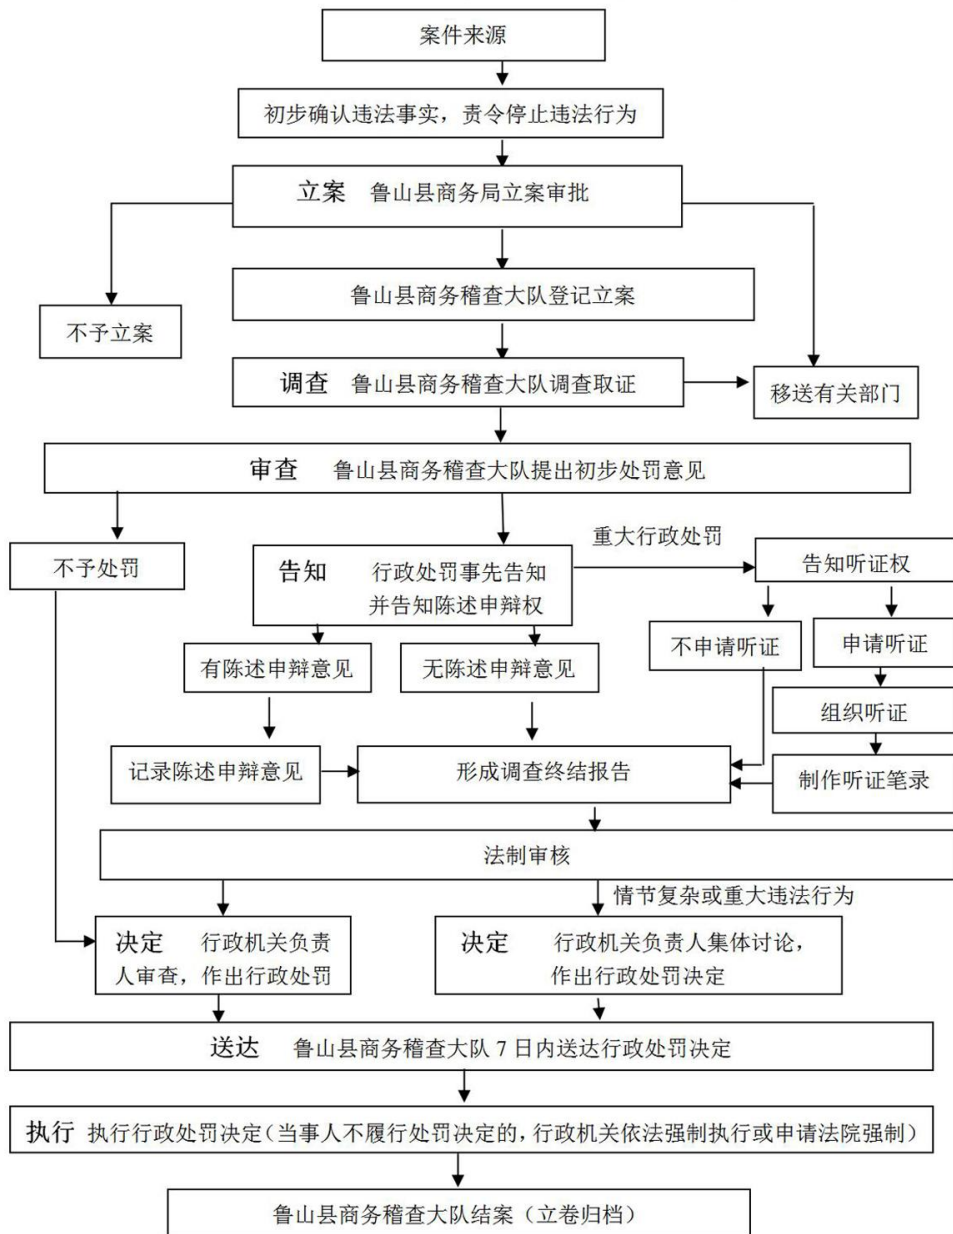 案件来源
初步确认违法事实，责令停止违法行为
立案 鲁山县商务局立案审批
鲁山县商务稽查大队登记立案
不予立案
调查 鲁山县商务稽查大队调查取证
移送有关部门
审查 鲁山县商务稽查大队提出初步处罚意见
重大行政处罚
不予处罚
告知 行政处罚事先告知
并告知陈述申辩权
告知听证权
有陈述申辩意见
无陈述申辩意见
不申请听证
申请听证
组织听证
记录陈述申辩意见
形成调查终结报告
制作听证笔录
法制审核
情节复杂或重大违法行为
决定 行政机关负责
人审查，作出行政处罚
决定 行政机关负责人集体讨论，
作出行政处罚决定
送达 鲁山县商务稽查大队 7 日内送达行政处罚决定
执行 执行行政处罚决定（当事人不履行处罚决定的，行政机关依法强制执行或申请法院强制）
鲁山县商务稽查大队结案（立卷归档）